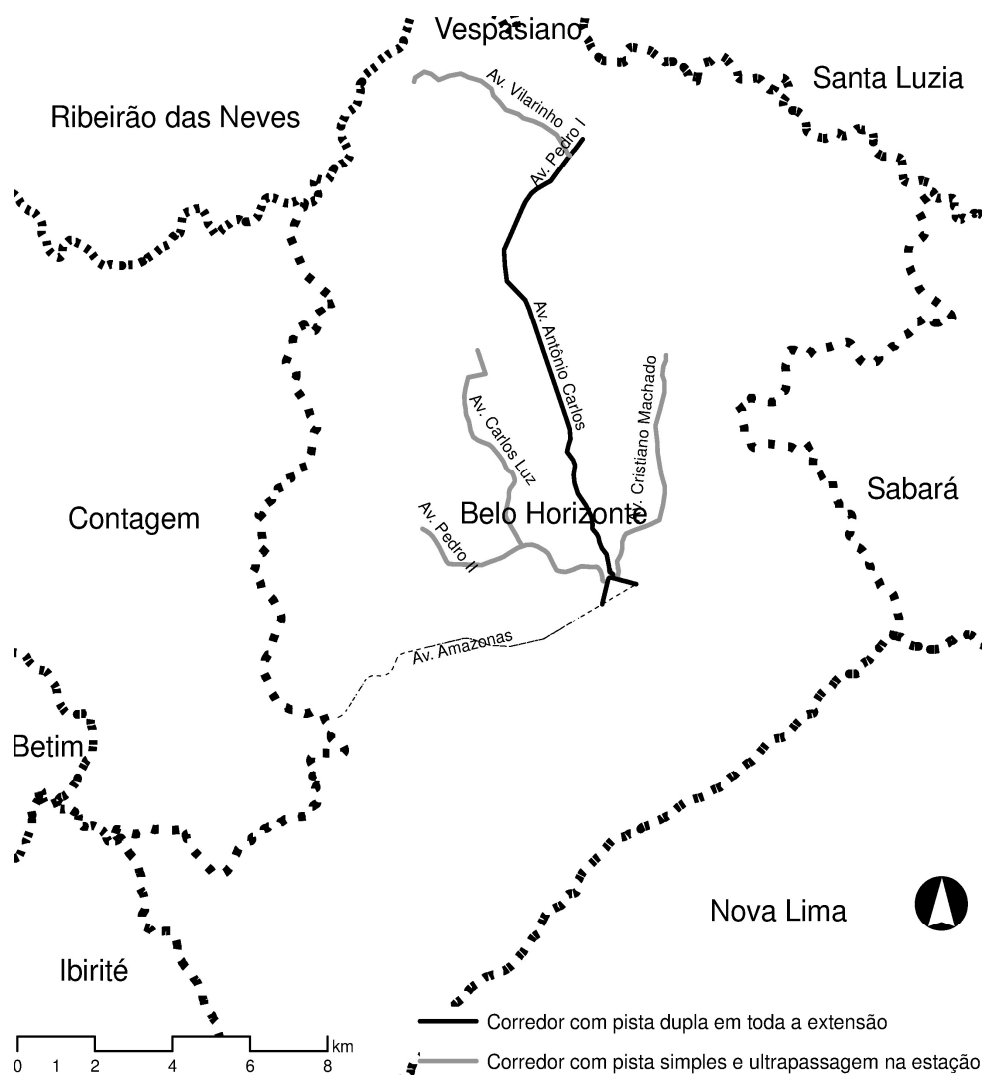 Vespasiano
Santa Luzia
Av. Vilarinho
Ribeirão das Neves
Av. Pedro I
Av. Antônio Carlos
Av. Cristiano Machado
Av. Carlos Luz
Sabará
Contagem
Av. Pedro II
Belo Horizonte
Av. Amazonas
Betim
Nova Lima
Ibirité
Corredor com pista dupla em toda a extensão
km
0 1 2 4 6 8
Corredor com pista simples e ultrapassagem na estação